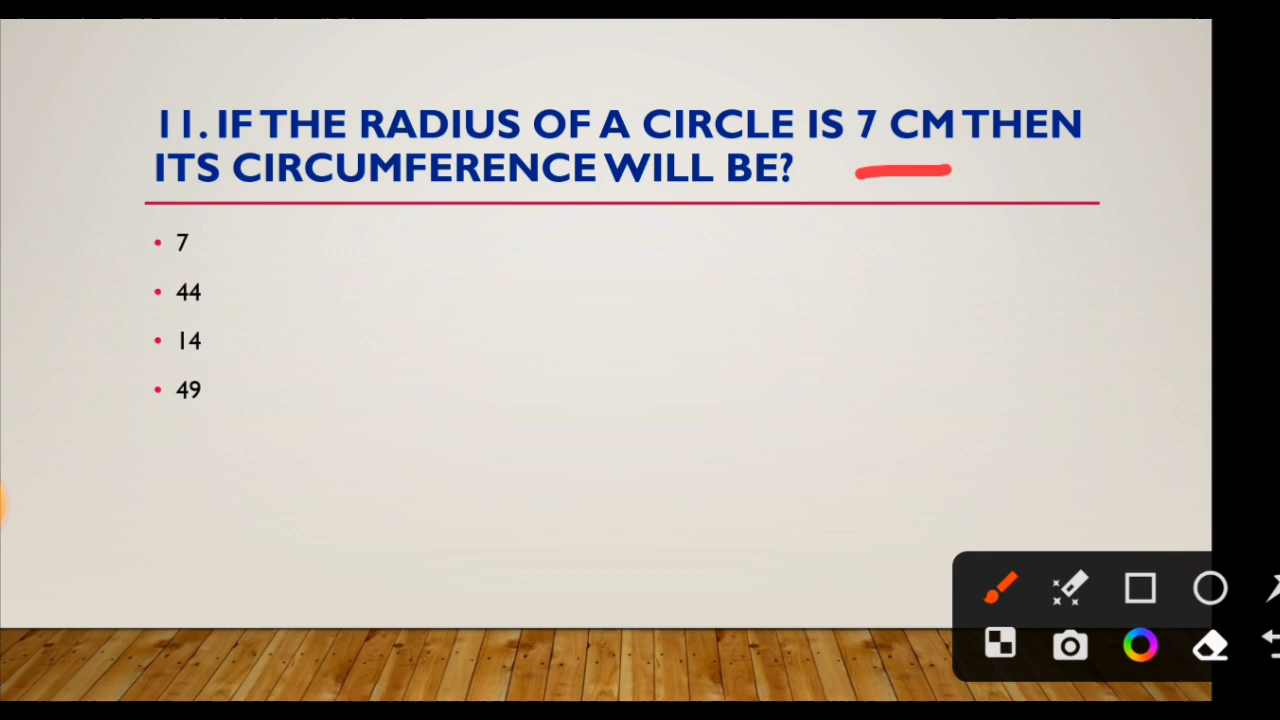 11. IF THE RADIUS OF A CIRCLE IS 7 CM THEN
ITS CIRCUMFERENCE WILL BE?
• 7
• 44
• 14
• 49